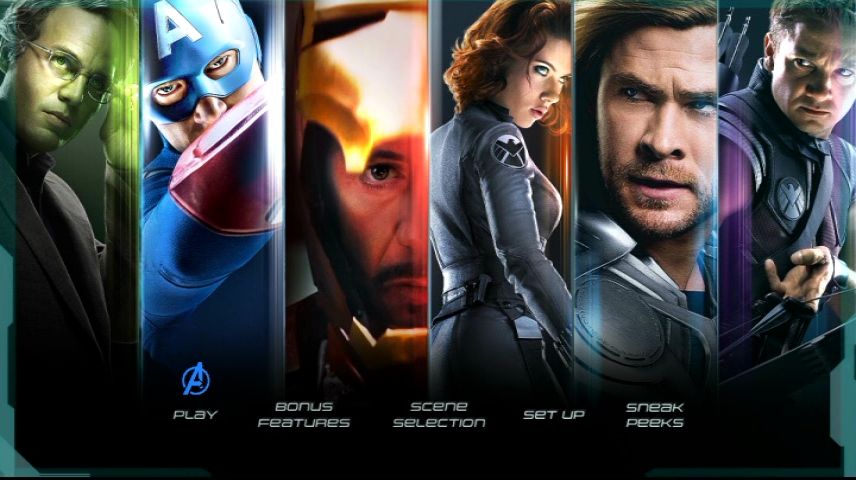 A
PLAY
BONUS
FEATURES
SCENE
SELECTION
SET UP
SNEAK
PEEKS